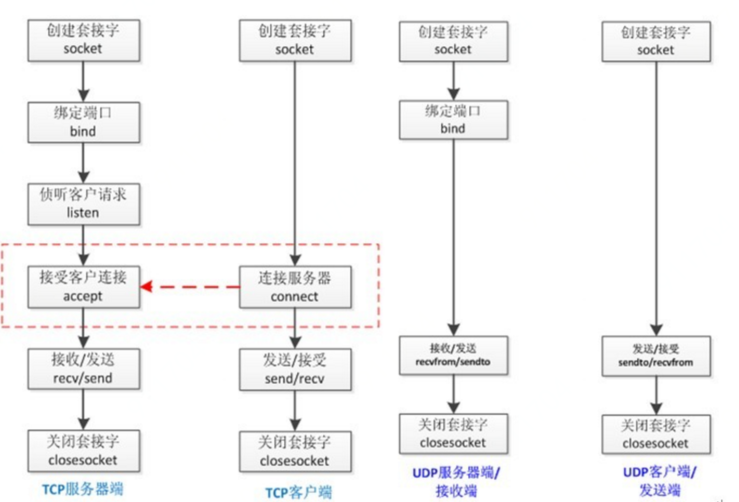 创建套接字
socket
绑定端口
bind
侦听客户请求
listen
接受客户连接
accept
接收/发送
recv/send
关闭套接字
closesocket
TCP服务器端
创建套接字
socket
连接服务器
connect
发送/接受
send/recv
关闭套接字
closesocket
TCP客户端
创建套接字
socket
绑定端口
bind
接收/发送
recvfrom/sendto
关闭套接字
closesocket
UDP服务器端/
接收端
创建套接字
socket
发送/接受
sendto/recvfrom
关闭套接字
closesocket
UDP客户端/
发送端